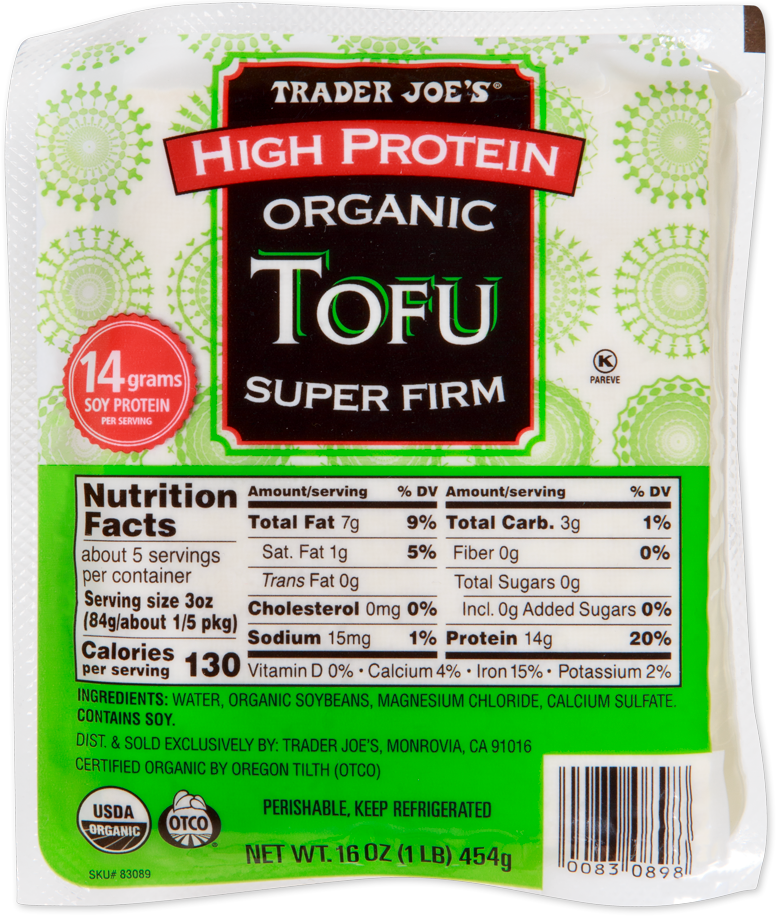 TRADER JOE'S®
HIGH PROTEIN
ORGANIC
TOFU
SUPER FIRM
14 grams
SOY PROTEIN
PER SERVING
K
PAREVE
Nutrition
Facts
about 5 servings
per container
Serving size 3oz
(84g/about 1/5 pkg)
Calories
per serving 130
Amount/serving % DV
Total Fat 7g 9%
Sat. Fat 1g 5%
Trans Fat 0g
Cholesterol 0mg 0%
Sodium 15mg 1%
Amount/serving % DV
Total Carb. 3g 1%
Fiber 0g 0%
Total Sugars 0g
Incl. 0g Added Sugars 0%
Protein 14g 20%
Vitamin D 0% • Calcium 4% • Iron 15% • Potassium 2%
INGREDIENTS: WATER, ORGANIC SOYBEANS, MAGNESIUM CHLORIDE, CALCIUM SULFATE.
CONTAINS SOY.
DIST. & SOLD EXCLUSIVELY BY: TRADER JOE'S, MONROVIA, CA 91016
CERTIFIED ORGANIC BY OREGON TILTH (OTCO)
USDA
ORGANIC
OTCO
PERISHABLE, KEEP REFRIGERATED
NET WT. 16 OZ (1 LB) 454g
SKU# 83089
0083 0898